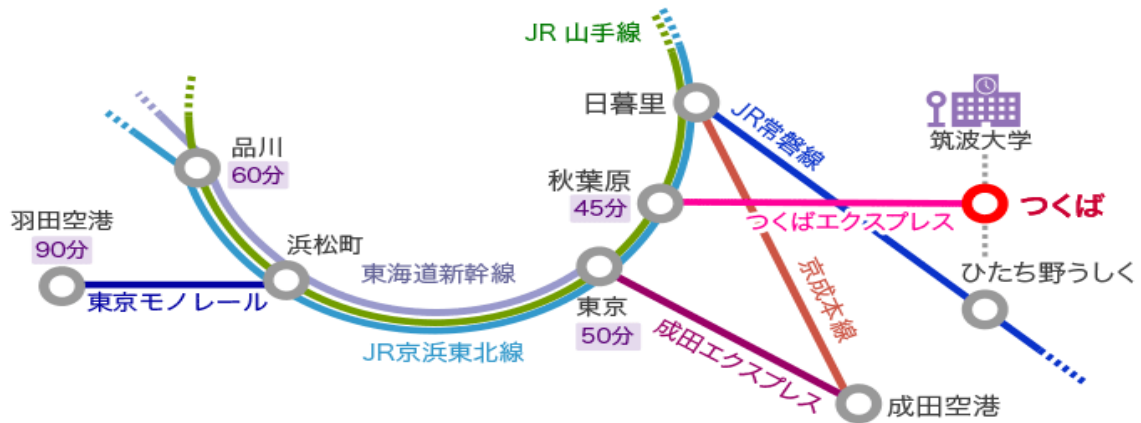 JR 山手線
日暮里
JR常磐線
筑波大学
品川
60分
秋葉原
45分
つくばエクスプレス
つくば
羽田空港
90分
浜松町
東海道新幹線
東京モノレール
東京
50分
京成本線
ひたち野うしく
JR京浜東北線
成田エクスプレス
成田空港